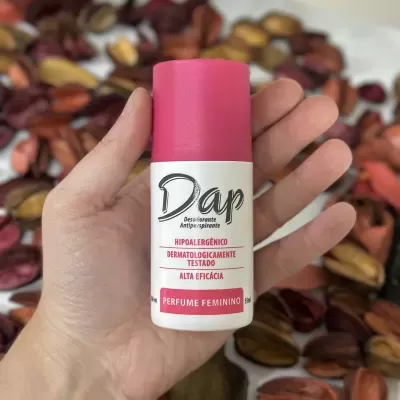 Dap
Desodorante
Antiperspirante
HIPOALERGÊNICO
DERMATOLOGICAMENTE
TESTADO
ALTA EFICÁCIA
PERFUME FEMININO